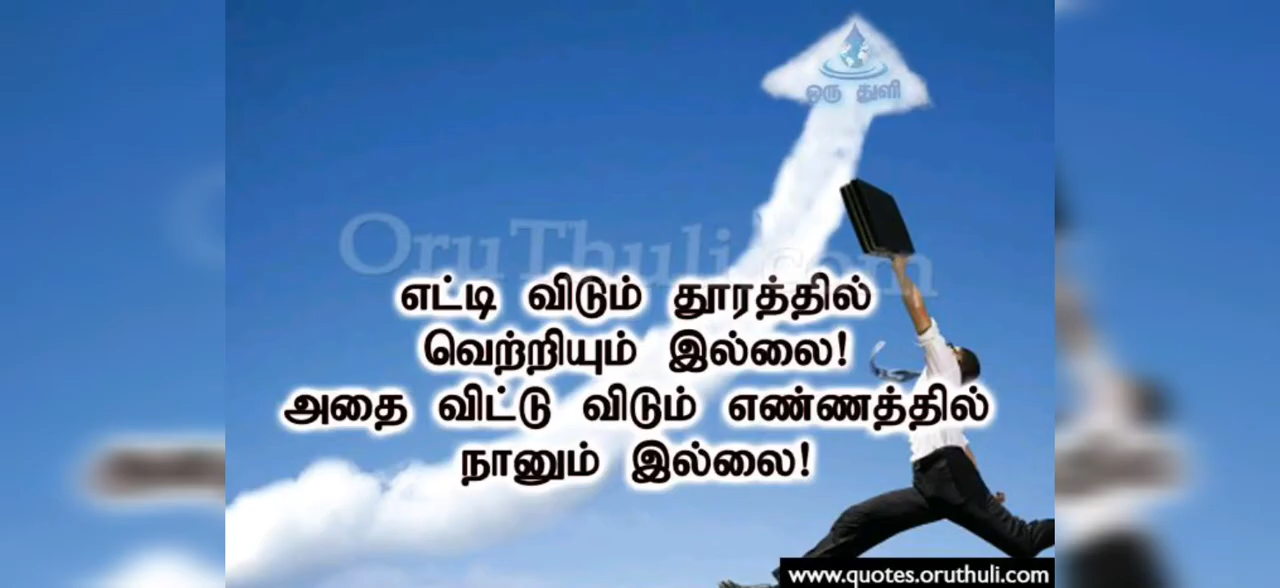 ஒரு துளி
OruThuli.com
எட்டி விடும் தூரத்தில்
வெற்றியும் இல்லை!
அதை விட்டு விடும் எண்ணத்தில்
நானும் இல்லை!
www.quotes.oruthuli.com